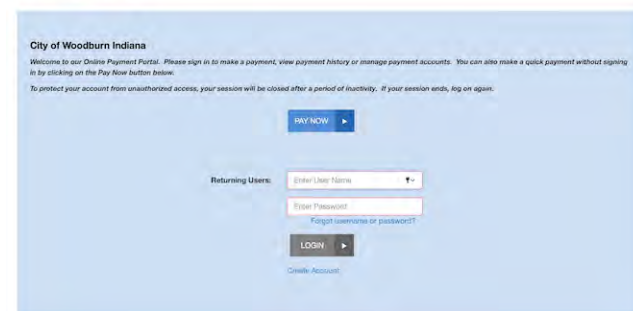 City of Woodburn Indiana
Welcome to our Online Payment Portal. Please sign in to make a payment, view payment history or manage payment accounts. You can also make a quick payment without signing
in by clicking on the Pay Now button below.
To protect your account from unauthorized access, your session will be closed after a period of inactivity. If your session ends, log on again.
PAY NOW
Returning Users: Enter User Name
Enter Password
Forgot username or password?
LOGIN
Create Account